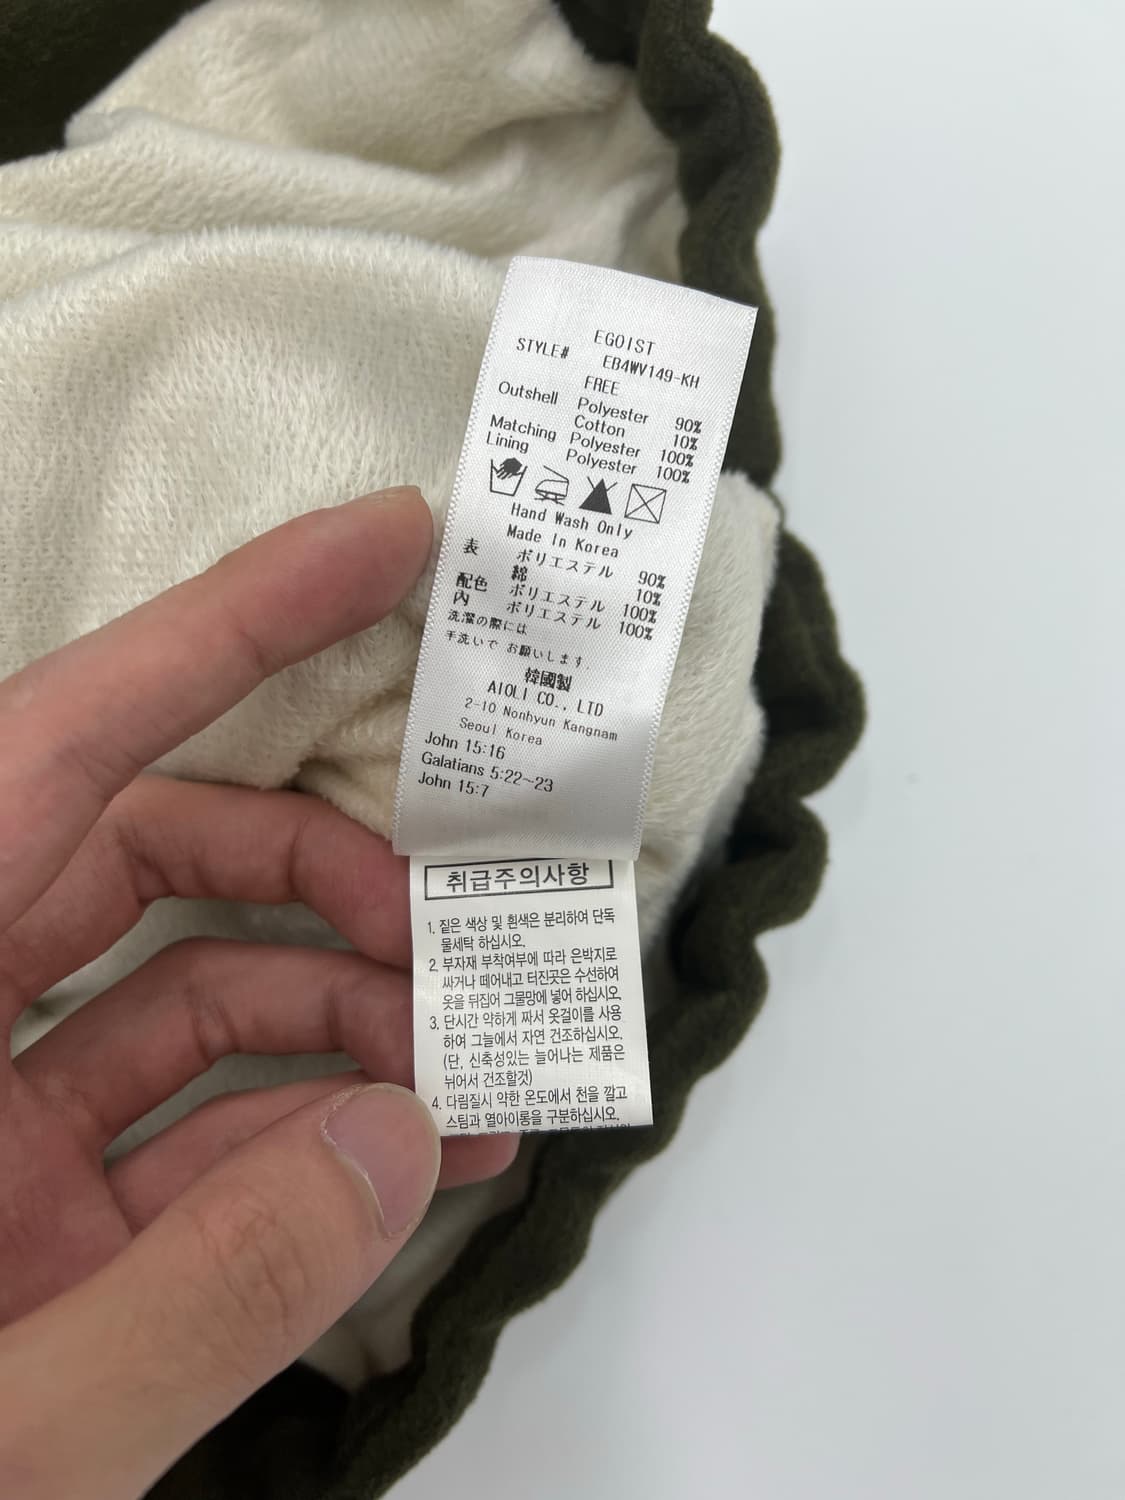 EGOIST
STYLE# EB4WV149-KH
FREE
Outshell Polyester 90%
Cotton 10%
Matching Polyester 100%
Lining Polyester 100%
Hand Wash Only
Made In Korea
表 ポリエステル 90%
綿 10%
配色 ポリエステル 100%
内 ポリエステル 100%
洗濯の際には
手洗いで お願いします.
韓國製
AIOLI CO., LTD
2-10 Nonhyun Kangnam
Seoul Korea
John 15:16
Galatians 5:22~23
John 15:7
취급주의사항
1. 짙은 색상 및 흰색은 분리하여 단독
물세탁 하십시오.
2. 부자재 부착여부에 따라 은박지로
싸거나 떼어내고 터진곳은 수선하여
옷을 뒤집어 그물망에 넣어 하십시오.
3. 단시간 약하게 짜서 옷걸이를 사용
하여 그늘에서 자연 건조하십시오.
(단, 신축성있는 늘어나는 제품은
뉘어서 건조할것)
4. 다림질시 약한 온도에서 천을 깔고
스팀과 열아이롱을 구분하십시오.